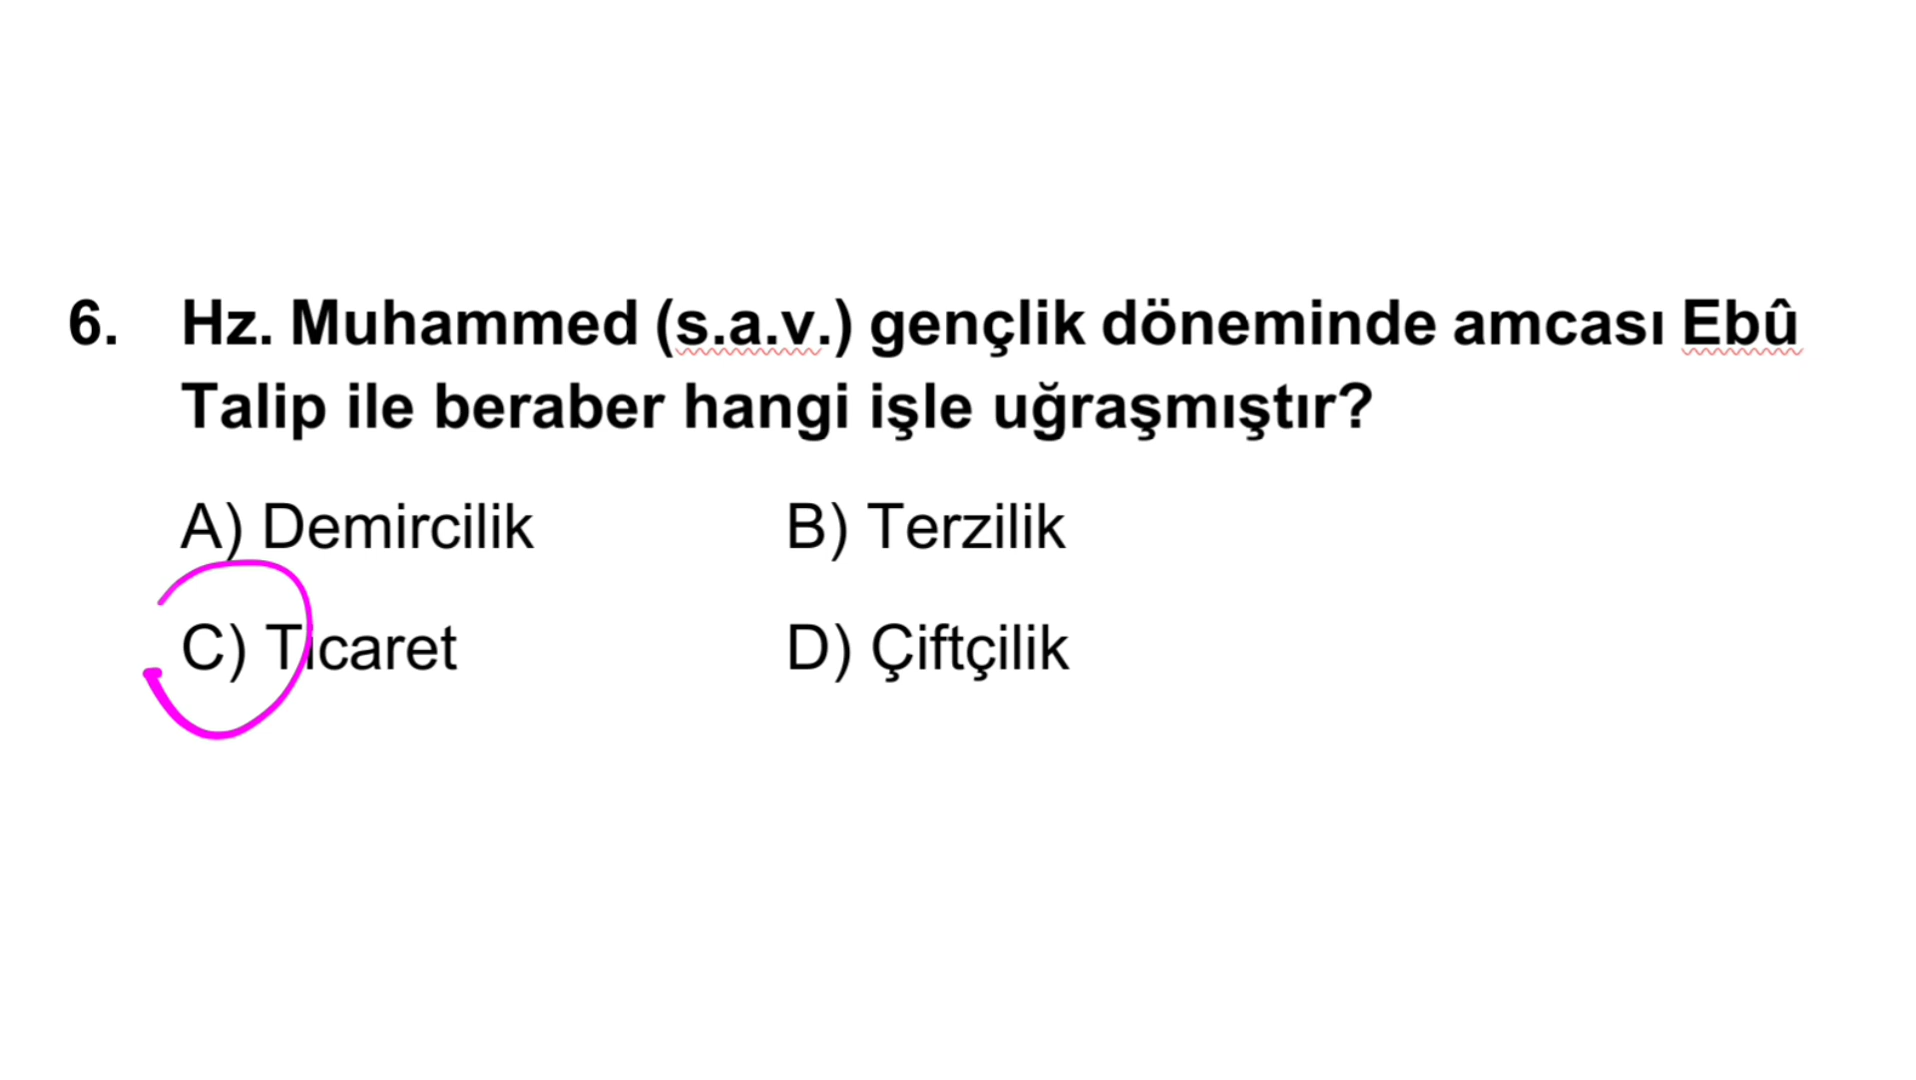 6. Hz. Muhammed (s.a.v.) gençlik döneminde amcası Ebû
Talip ile beraber hangi işle uğraşmıştır?
A) Demircilik B) Terzilik
C) Ticaret D) Çiftçilik